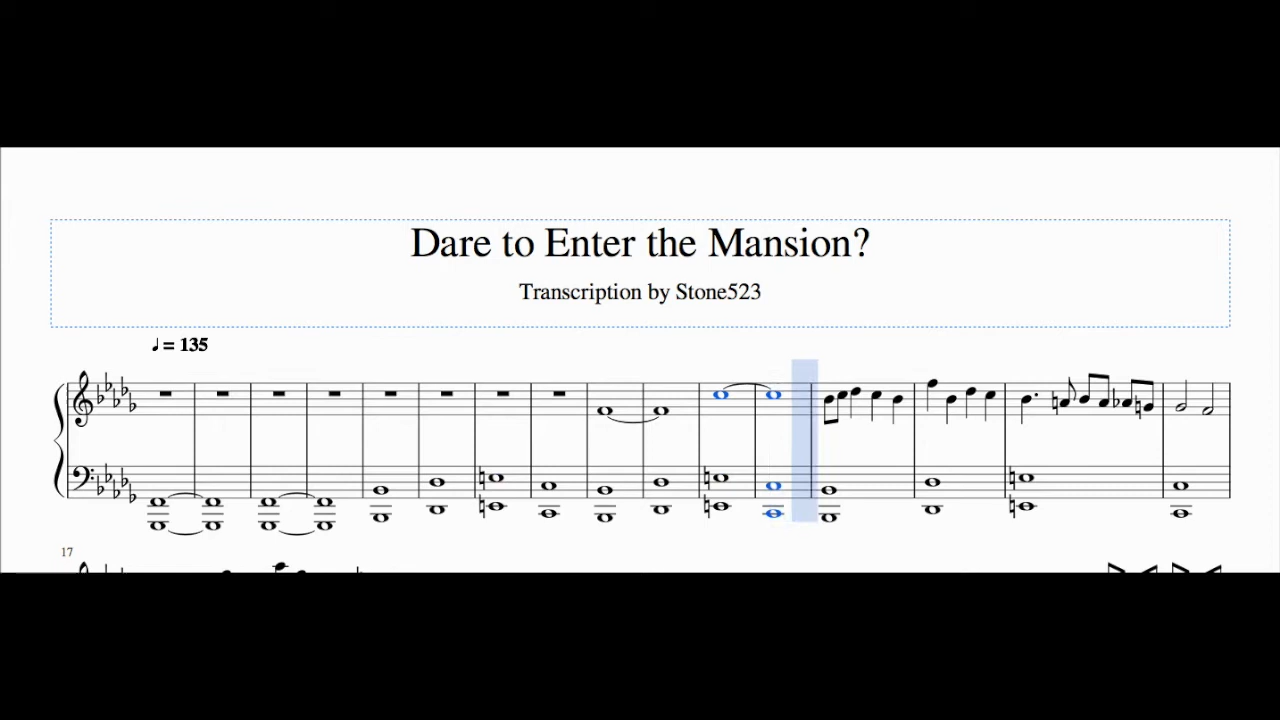 Dare to Enter the Mansion?
Transcription by Stone523
♩ = 135
17